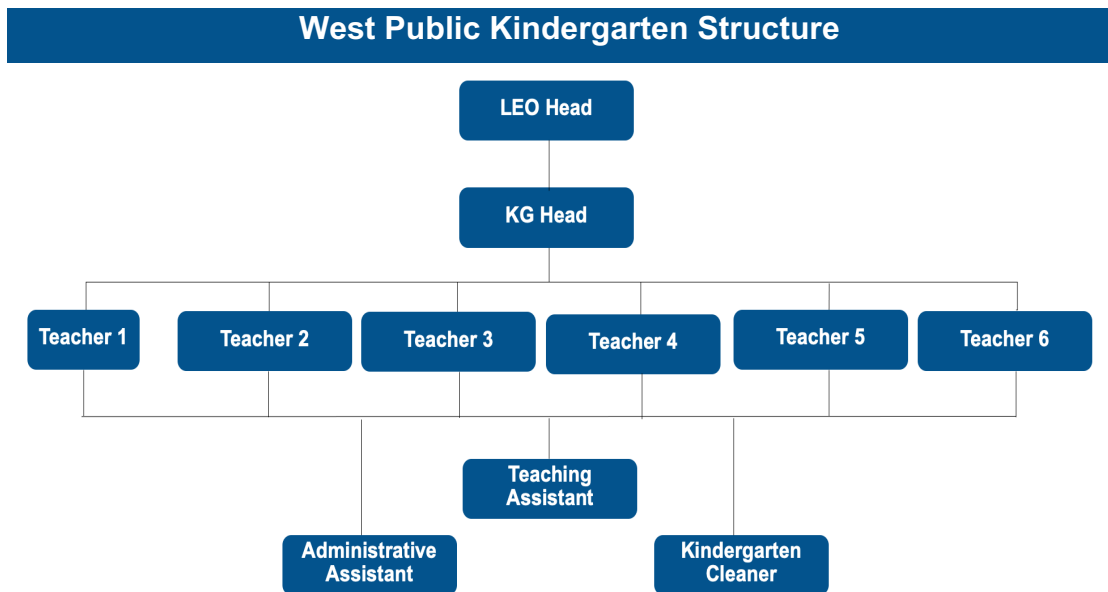 West Public Kindergarten Structure
LEO Head
KG Head
Teacher 1
Teacher 2
Teacher 3
Teacher 4
Teacher 5
Teacher 6
Teaching
Assistant
Administrative
Assistant
Kindergarten
Cleaner